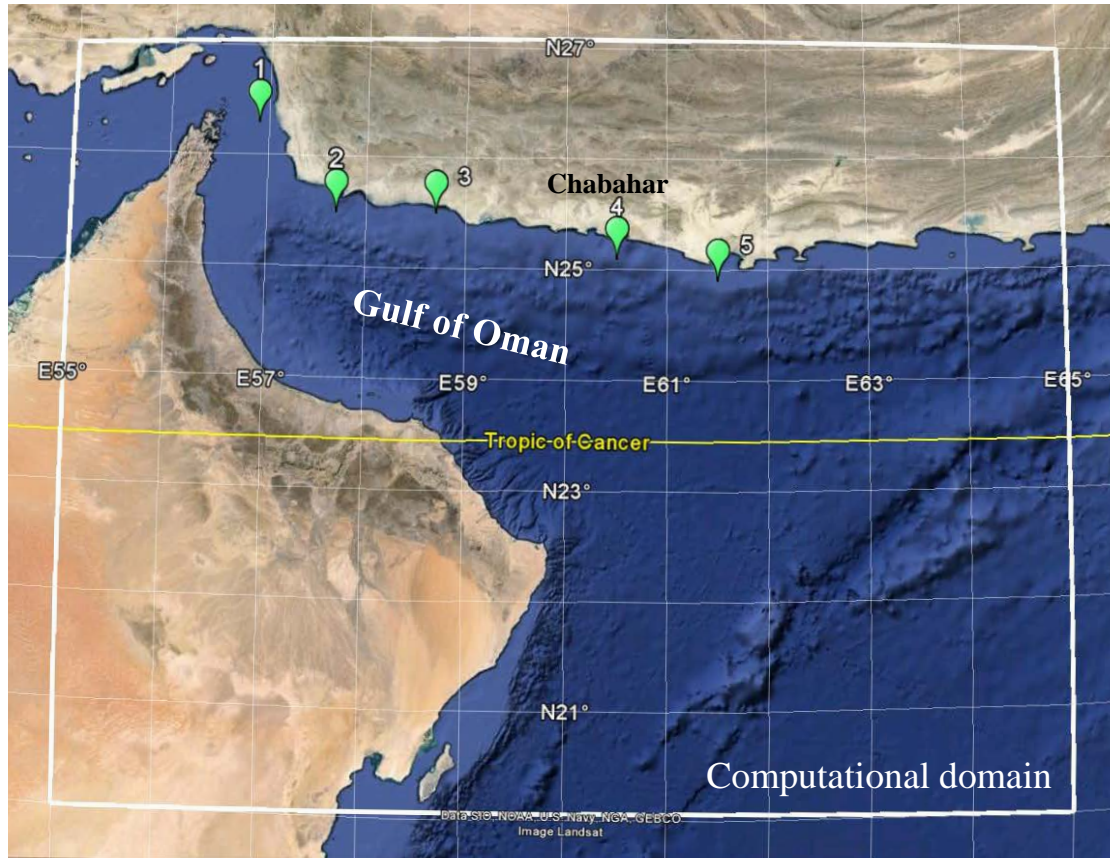 N27°
1
2
3
Chabahar
4
5
N25°
Gulf of Oman
E55°
E57°
E59°
E61°
E63°
E65°
Tropic of Cancer
N23°
N21°
Computational domain
Data SIO, NOAA, U.S. Navy, NGA, GEBCO
Image Landsat